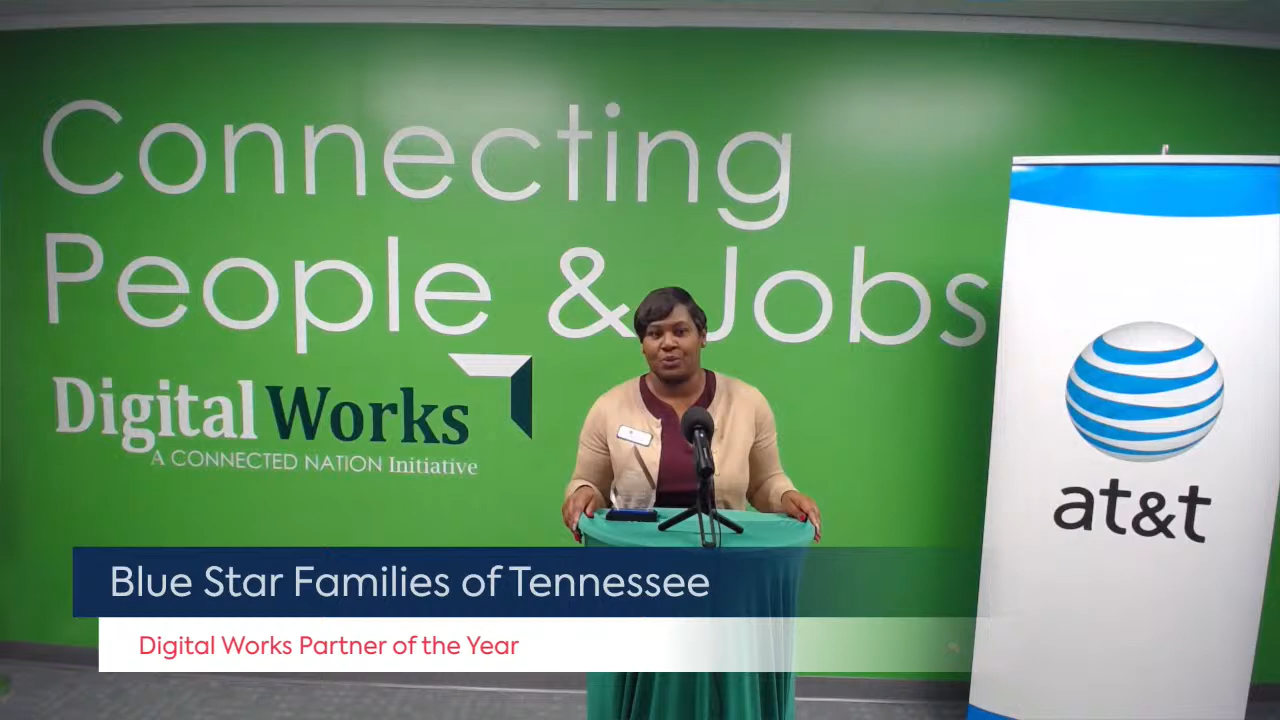 Connecting
People & Jobs
Digital Works
A CONNECTED NATION Initiative
at&t
Blue Star Families of Tennessee
Digital Works Partner of the Year